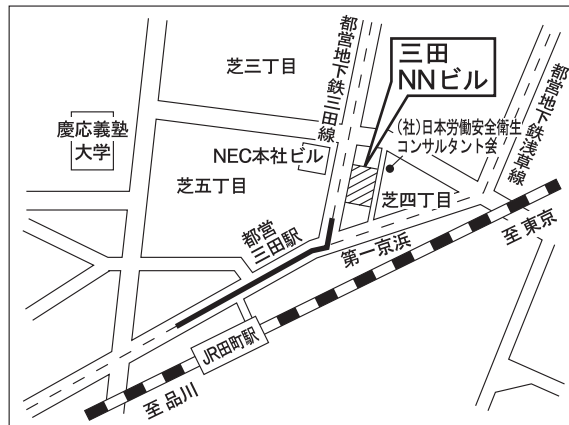 芝三丁目
都営地下鉄三田線
三田
NNビル
都営地下鉄浅草線
慶応義塾
大学
NEC本社ビル
(社)日本労働安全衛生
コンサルタント会
芝五丁目
芝四丁目
都営
三田駅
第一京浜
至東京
JR田町駅
至品川